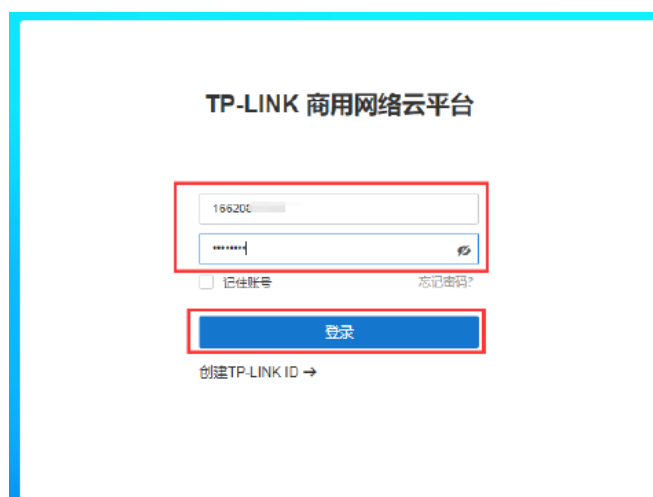 TP-LINK 商用网络云平台
166208
********
记住账号 忘记密码?
登录
创建TP-LINK ID →